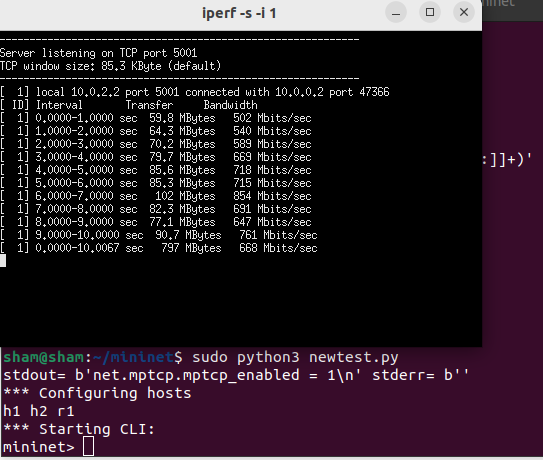 iperf -s -i 1
ninet
------------------------------------------------------------
Server listening on TCP port 5001
TCP window size: 85.3 KByte (default)
------------------------------------------------------------
[  1] local 10.0.2.2 port 5001 connected with 10.0.0.2 port 47366
[ ID] Interval       Transfer     Bandwidth
[  1] 0.0000-1.0000 sec  59.8 MBytes   502 Mbits/sec
[  1] 1.0000-2.0000 sec  64.3 MBytes   540 Mbits/sec
[  1] 2.0000-3.0000 sec  70.2 MBytes   589 Mbits/sec
[  1] 3.0000-4.0000 sec  79.7 MBytes   669 Mbits/sec
[  1] 4.0000-5.0000 sec  85.6 MBytes   718 Mbits/sec
[  1] 5.0000-6.0000 sec  85.3 MBytes   715 Mbits/sec
[  1] 6.0000-7.0000 sec   102 MBytes   854 Mbits/sec
[  1] 7.0000-8.0000 sec  82.3 MBytes   691 Mbits/sec
[  1] 8.0000-9.0000 sec  77.1 MBytes   647 Mbits/sec
[  1] 9.0000-10.0000 sec  90.7 MBytes   761 Mbits/sec
[  1] 0.0000-10.0067 sec   797 MBytes   668 Mbits/sec
:]]+)'
sham@sham:~/mininet$ sudo python3 newtest.py
stdout= b'net.mptcp.mptcp_enabled = 1\n' stderr= b''
*** Configuring hosts
h1 h2 r1
*** Starting CLI:
mininet>